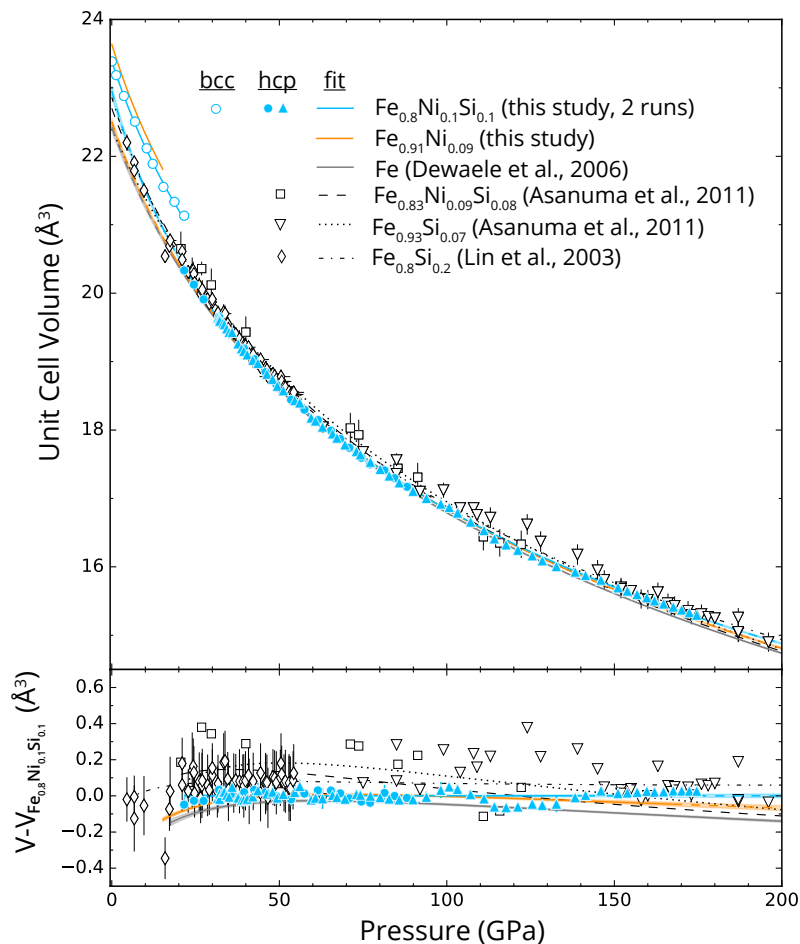 24
22
20
18
16
Unit Cell Volume (Å³)
bcc hcp fit
Fe₀.₈Ni₀.₁Si₀.₁ (this study, 2 runs)
Fe₀.₉₁Ni₀.₀₉ (this study)
Fe (Dewaele et al., 2006)
Fe₀.₈₃Ni₀.₀₉Si₀.₀₈ (Asanuma et al., 2011)
Fe₀.₉₃Si₀.₀₇ (Asanuma et al., 2011)
Fe₀.₈Si₀.₂ (Lin et al., 2003)
0.6
0.4
0.2
0.0
−0.2
−0.4
V-V Fe₀.₈Ni₀.₁Si₀.₁ (Å³)
0 50 100 150 200
Pressure (GPa)